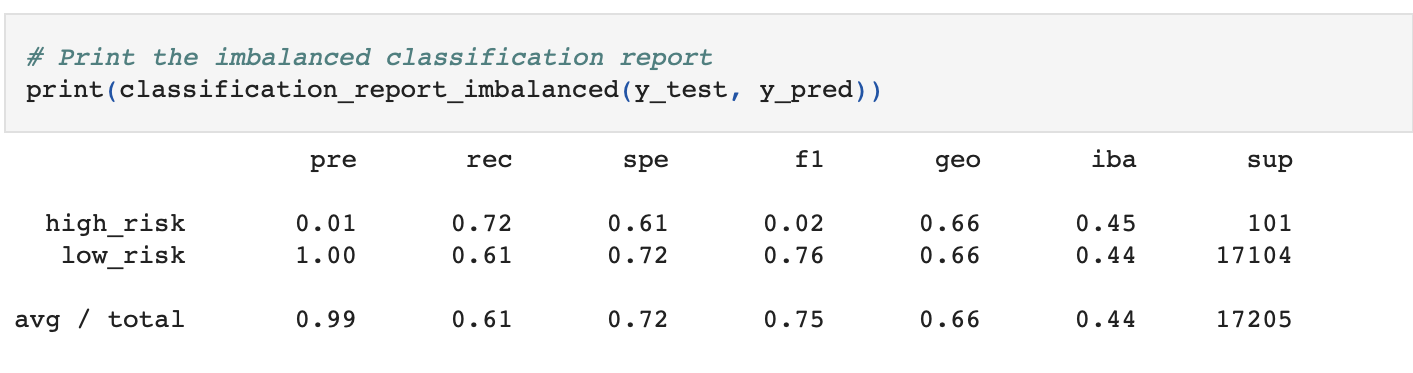 # Print the imbalanced classification report
print(classification_report_imbalanced(y_test, y_pred))
pre rec spe f1 geo iba sup
high_risk 0.01 0.72 0.61 0.02 0.66 0.45 101
low_risk 1.00 0.61 0.72 0.76 0.66 0.44 17104
avg / total 0.99 0.61 0.72 0.75 0.66 0.44 17205